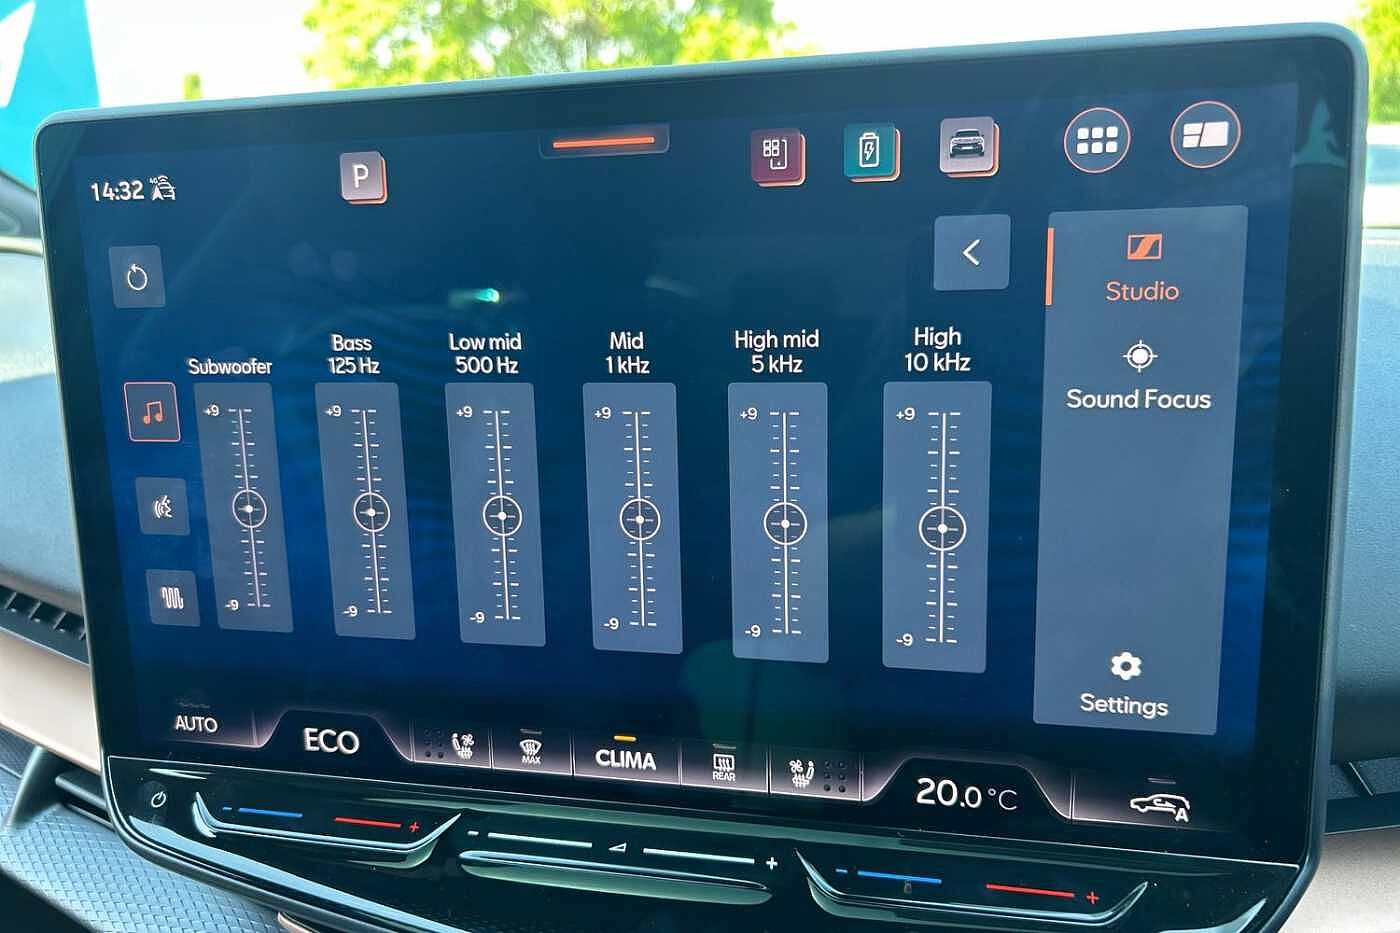 14:32
P
Studio
Sound Focus
Settings
Subwoofer
Bass
125 Hz
Low mid
500 Hz
Mid
1 kHz
High mid
5 kHz
High
10 kHz
+9 +9 +9 +9 +9 +9
-9 -9 -9 -9 -9 -9
AUTO
ECO
MAX
CLIMA
REAR
20.0 °C
A
- +
- +
- +